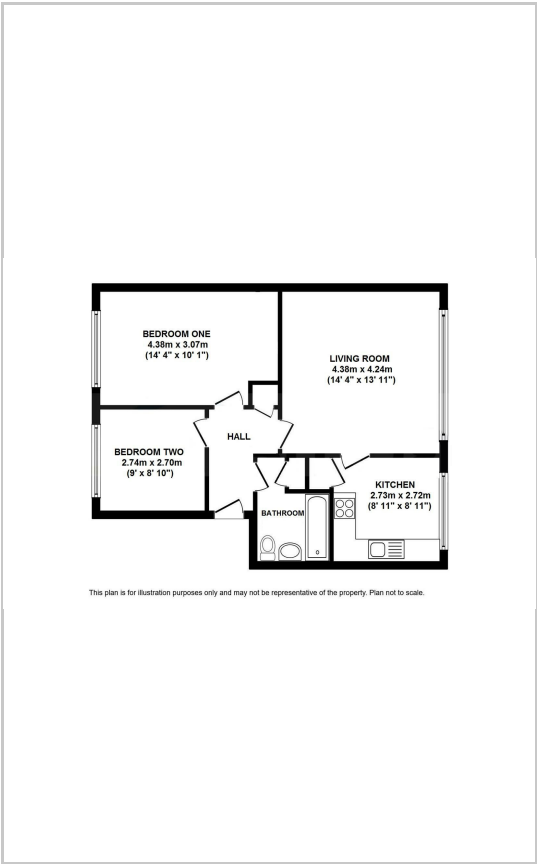 BEDROOM ONE
4.38m x 3.07m
(14' 4" x 10' 1")
LIVING ROOM
4.38m x 4.24m
(14' 4" x 13' 11")
HALL
BEDROOM TWO
2.74m x 2.70m
(9' x 8' 10")
KITCHEN
2.73m x 2.72m
(8' 11" x 8' 11")
BATHROOM
This plan is for illustration purposes only and may not be representative of the property. Plan not to scale.